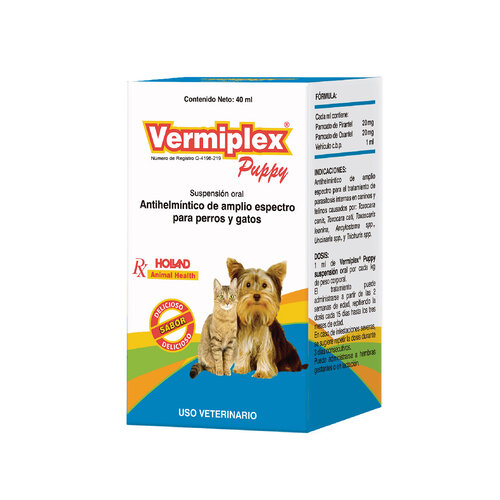 Contenido Neto: 40 ml
Vermiplex®
Número de Registro Q-4198-219
Puppy
Suspensión oral
Antihelmíntico de amplio espectro
para perros y gatos
Rx HOLLAND
Animal Health
DELICIOSO
SABOR
DELICIOSO
USO VETERINARIO
FÓRMULA:
Cada ml contiene:
Pamoato de Pirantel 20 mg
Pamoato de Oxantel 20 mg
Vehículo c.b.p. 1 ml
INDICACIONES:
Antihelmíntico de amplio
espectro para el tratamiento de
parasitosis internas en caninos y
felinos causados por: Toxocara
canis, Toxocara cati, Toxascaris
leonina, Ancylostoma spp.,
Uncinaria spp., y Trichuris spp.
DOSIS:
1 ml de Vermiplex® Puppy
suspensión oral por cada kg
de peso corporal.
El tratamiento puede
administrarse a partir de las 2
semanas de edad, repitiendo la
dosis cada 15 días hasta los tres
meses de edad.
En caso de infestaciones severas,
se sugiere repetir la dosis durante
3 días consecutivos.
Puede administrarse a hembras
gestantes o en lactación.